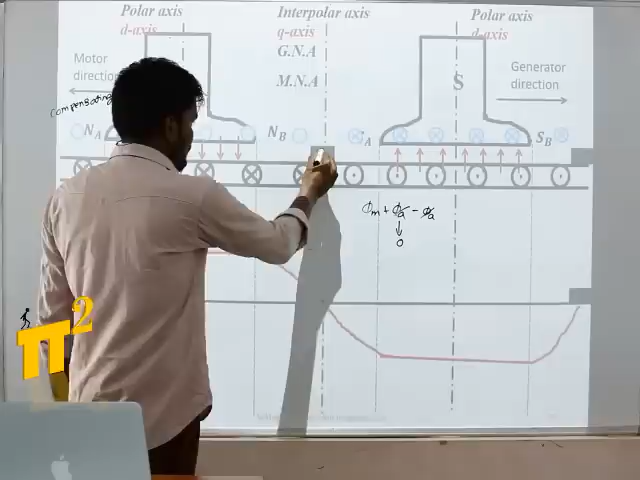 Polar axis
d-axis
Interpolar axis
q-axis
G.N.A
M.N.A
Polar axis
d-axis
Motor
direction
Generator
direction
Compensating
S
N_A
N_B
S_B
ϕm + ϕa - ϕa
0
π²